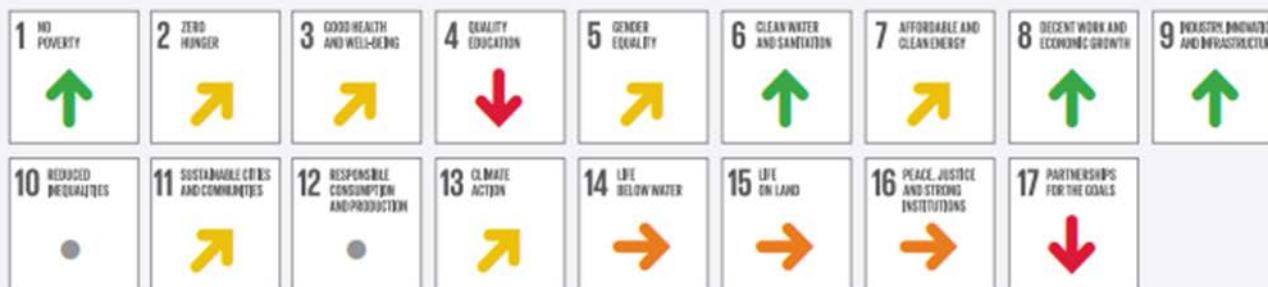 1 NO
POVERTY
2 ZERO
HUNGER
3 GOOD HEALTH
AND WELL-BEING
4 QUALITY
EDUCATION
5 GENDER
EQUALITY
6 CLEAN WATER
AND SANITATION
7 AFFORDABLE AND
CLEAN ENERGY
8 DECENT WORK AND
ECONOMIC GROWTH
9 INDUSTRY, INNOVATIO
AND INFRASTRUCTUR
10 REDUCED
INEQUALITIES
11 SUSTAINABLE CITIES
AND COMMUNITIES
12 RESPONSIBLE
CONSUMPTION
AND PRODUCTION
13 CLIMATE
ACTION
14 LIFE
BELOW WATER
15 LIFE
ON LAND
16 PEACE, JUSTICE
AND STRONG
INSTITUTIONS
17 PARTNERSHIPS
FOR THE GOALS